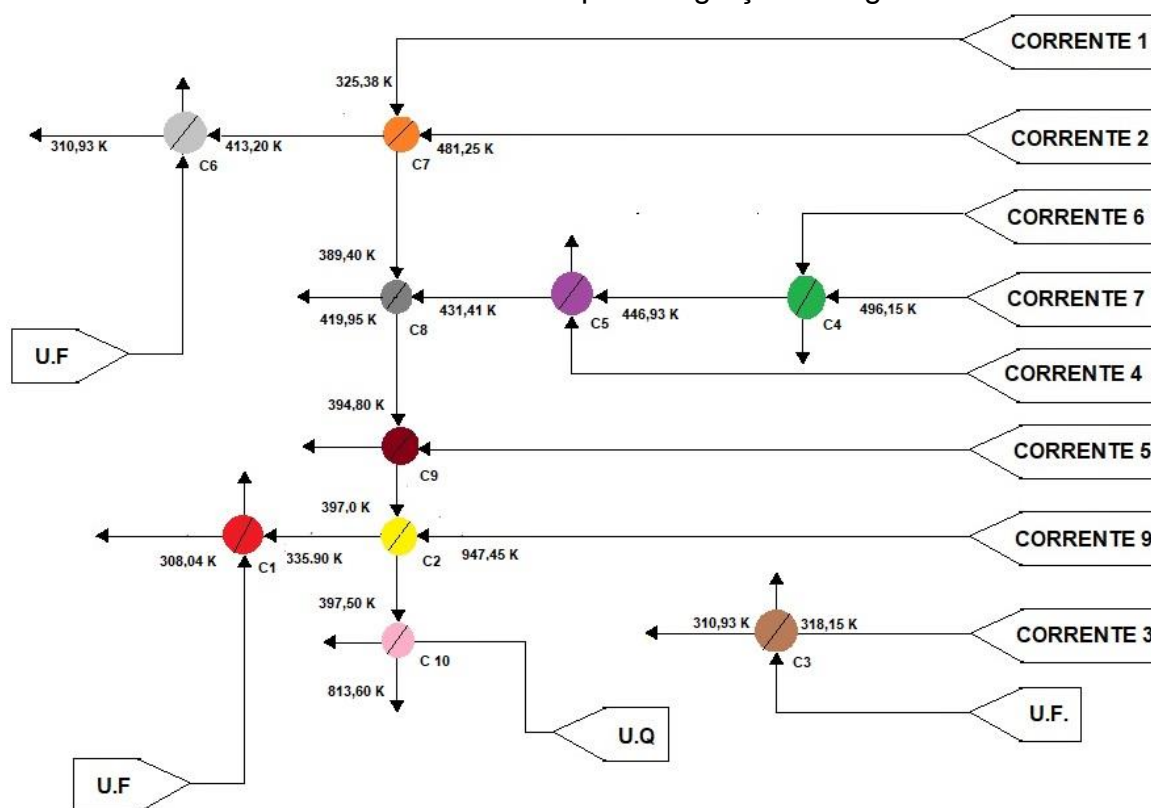 CORRENTE 1
325,38 K
CORRENTE 2
310,93 K
413,20 K
C6
C7
481,25 K
CORRENTE 6
389,40 K
CORRENTE 7
419,95 K
C8
431,41 K
C5
446,93 K
C4
496,15 K
U.F
CORRENTE 4
394,80 K
CORRENTE 5
C9
397,0 K
CORRENTE 9
308,04 K
C1
335.90 K
C2
947,45 K
397,50 K
310,93 K
318,15 K
CORRENTE 3
C 10
C3
813,60 K
U.F.
U.Q
U.F